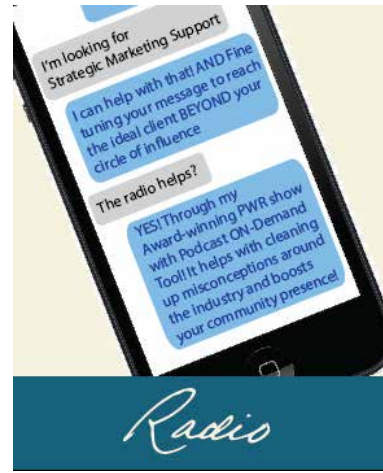 I'm looking for
Strategic Marketing Support
I can help with that! AND Fine
tuning your message to reach
the ideal client BEYOND your
circle of influence
The radio helps?
YES! Through my
Award-winning PWR show
with Podcast ON-Demand
Tool! It helps with cleaning
up misconceptions around
the industry and boosts
your community presence!
Radio